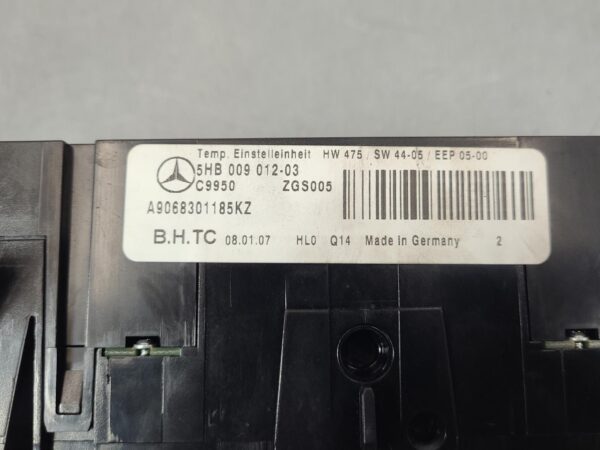 Temp. Einstelleinheit HW 475 / SW 44-05 / EEP 05-00
5HB 009 012-03
C9950 ZGS005
A9068301185KZ
B.H.TC 08.01.07 HL0 Q14 Made in Germany 2